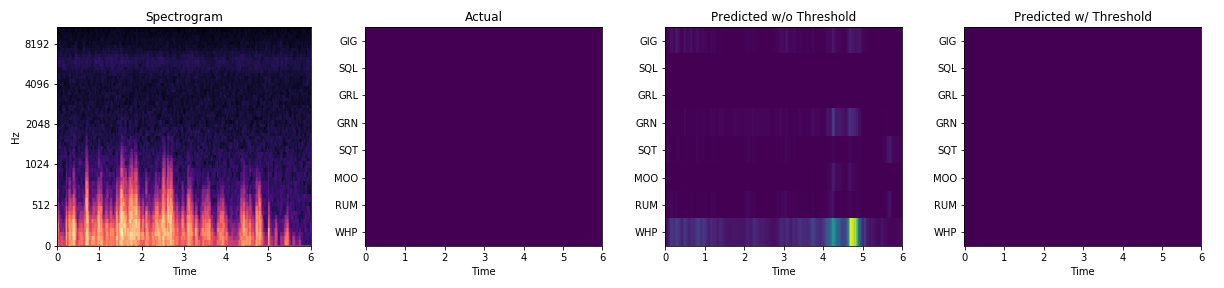 Spectrogram
8192
4096
2048
1024
512
0
Hz
0 1 2 3 4 5 6
Time
Actual
GIG
SQL
GRL
GRN
SQT
MOO
RUM
WHP
0 1 2 3 4 5 6
Time
Predicted w/o Threshold
GIG
SQL
GRL
GRN
SQT
MOO
RUM
WHP
0 1 2 3 4 5 6
Time
Predicted w/ Threshold
GIG
SQL
GRL
GRN
SQT
MOO
RUM
WHP
0 1 2 3 4 5 6
Time